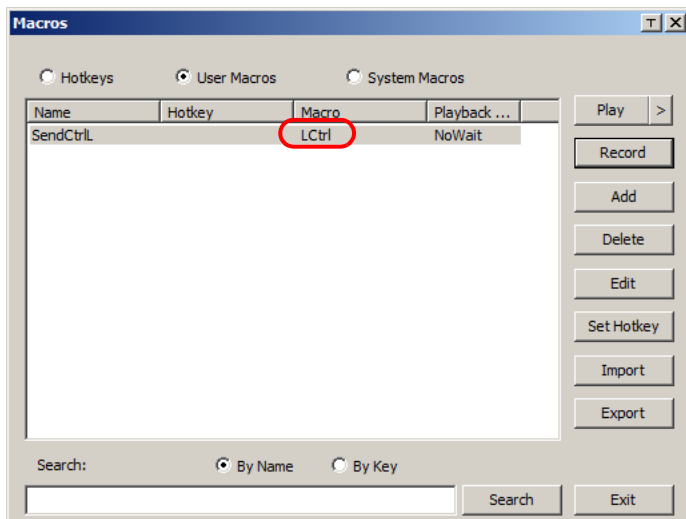 Macros
Hotkeys User Macros System Macros
Name Hotkey Macro Playback ... Play >
SendCtrlL LCtrl NoWait
Record
Add
Delete
Edit
Set Hotkey
Import
Export
Search: By Name By Key
Search Exit